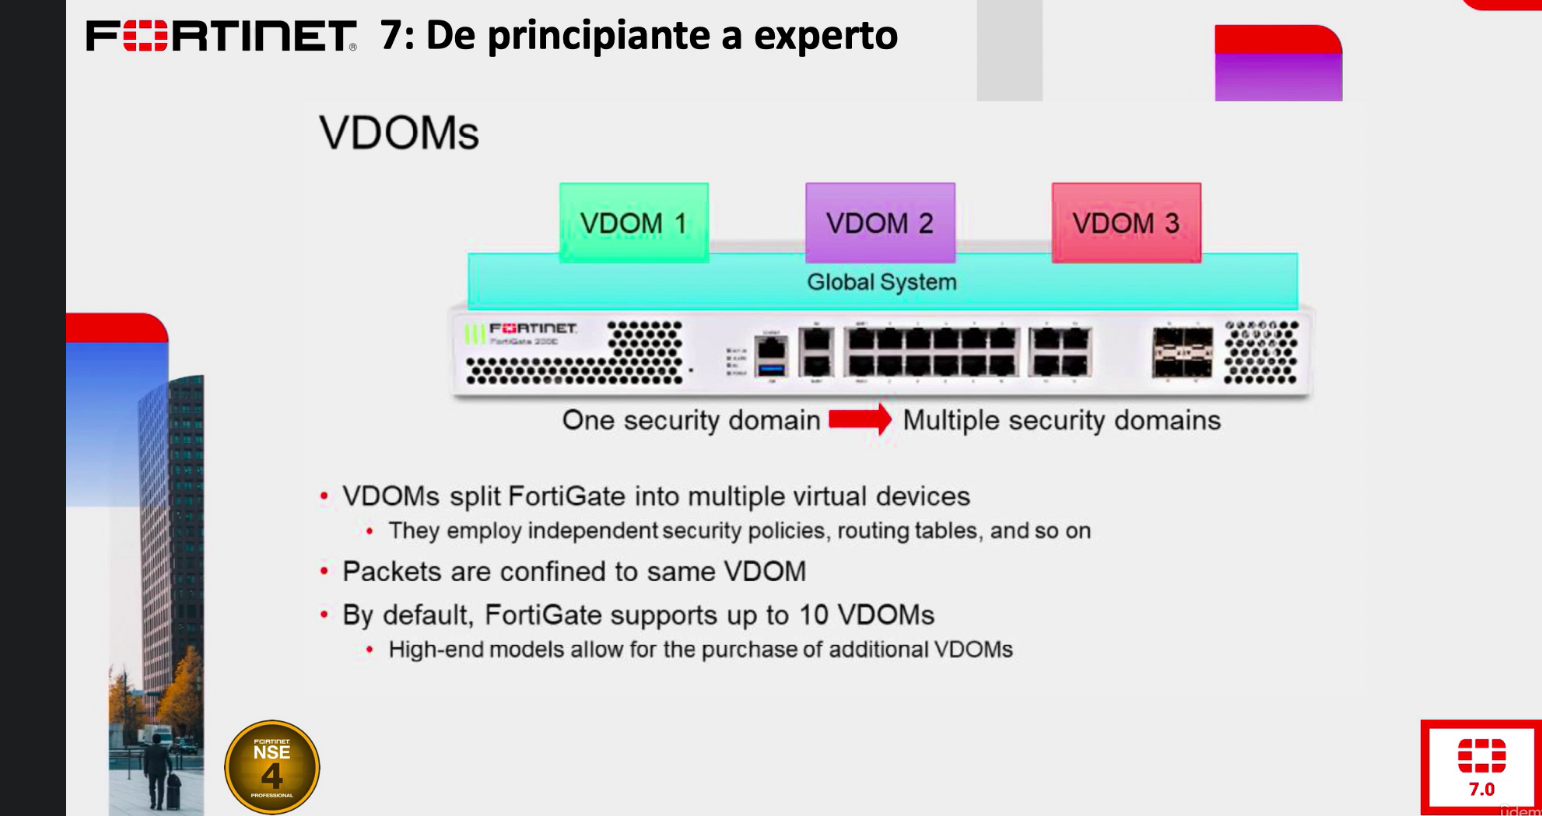 FORTINET® 7: De principiante a experto
VDOMs
VDOM 1
VDOM 2
VDOM 3
Global System
FORTINET
FortiGate 200E
One security domain
Multiple security domains
• VDOMs split FortiGate into multiple virtual devices
• They employ independent security policies, routing tables, and so on
• Packets are confined to same VDOM
• By default, FortiGate supports up to 10 VDOMs
• High-end models allow for the purchase of additional VDOMs
FORTINET
NSE
4
PROFESSIONAL
7.0